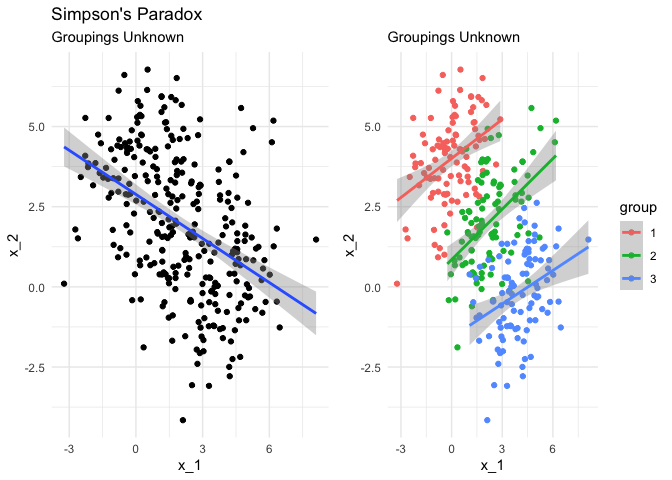 Simpson's Paradox
Groupings Unknown
Groupings Unknown
x_2
5.0
2.5
0.0
-2.5
-3
0
3
6
x_1
x_2
5.0
2.5
0.0
-2.5
-3
0
3
6
x_1
group
1
2
3